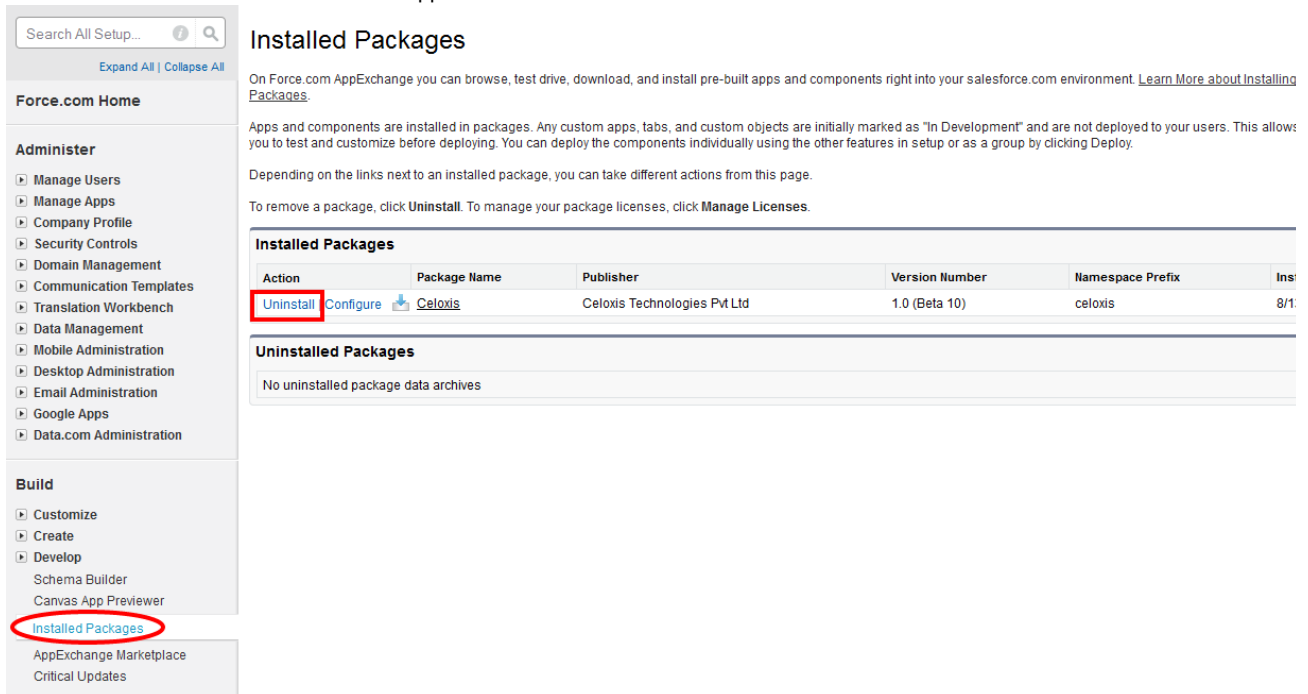 Search All Setup...
Expand All | Collapse All
Force.com Home
Administer
Manage Users
Manage Apps
Company Profile
Security Controls
Domain Management
Communication Templates
Translation Workbench
Data Management
Mobile Administration
Desktop Administration
Email Administration
Google Apps
Data.com Administration
Build
Customize
Create
Develop
Schema Builder
Canvas App Previewer
Installed Packages
AppExchange Marketplace
Critical Updates
Installed Packages
On Force.com AppExchange you can browse, test drive, download, and install pre-built apps and components right into your salesforce.com environment. Learn More about Installing
Packages.
Apps and components are installed in packages. Any custom apps, tabs, and custom objects are initially marked as "In Development" and are not deployed to your users. This allows
you to test and customize before deploying. You can deploy the components individually using the other features in setup or as a group by clicking Deploy.
Depending on the links next to an installed package, you can take different actions from this page.
To remove a package, click Uninstall. To manage your package licenses, click Manage Licenses.
Installed Packages
Action Package Name Publisher Version Number Namespace Prefix
Uninstall | Configure Celoxis Celoxis Technologies Pvt Ltd 1.0 (Beta 10) celoxis
Uninstalled Packages
No uninstalled package data archives